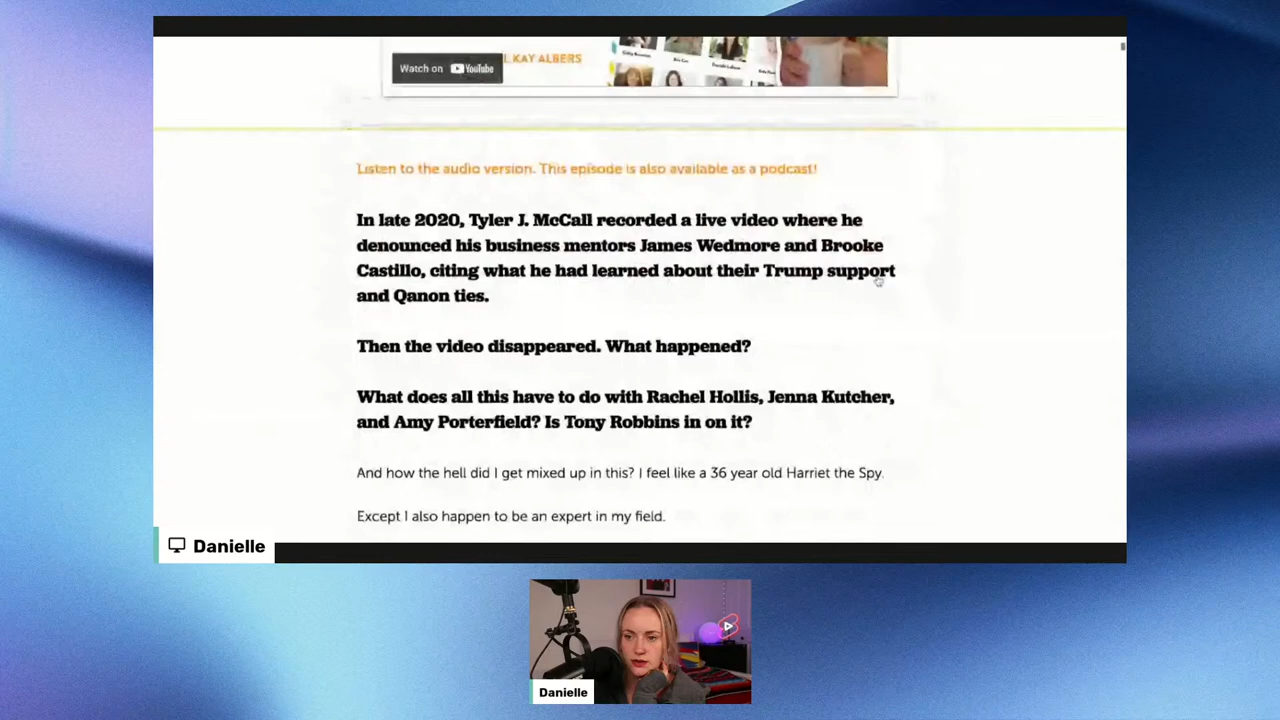 L KAY ALBERS
Watch on YouTube
Listen to the audio version. This episode is also available as a podcast!
In late 2020, Tyler J. McCall recorded a live video where he
denounced his business mentors James Wedmore and Brooke
Castillo, citing what he had learned about their Trump support
and Qanon ties.
Then the video disappeared. What happened?
What does all this have to do with Rachel Hollis, Jenna Kutcher,
and Amy Porterfield? Is Tony Robbins in on it?
And how the hell did I get mixed up in this? I feel like a 36 year old Harriet the Spy.
Except I also happen to be an expert in my field.
Danielle
Danielle